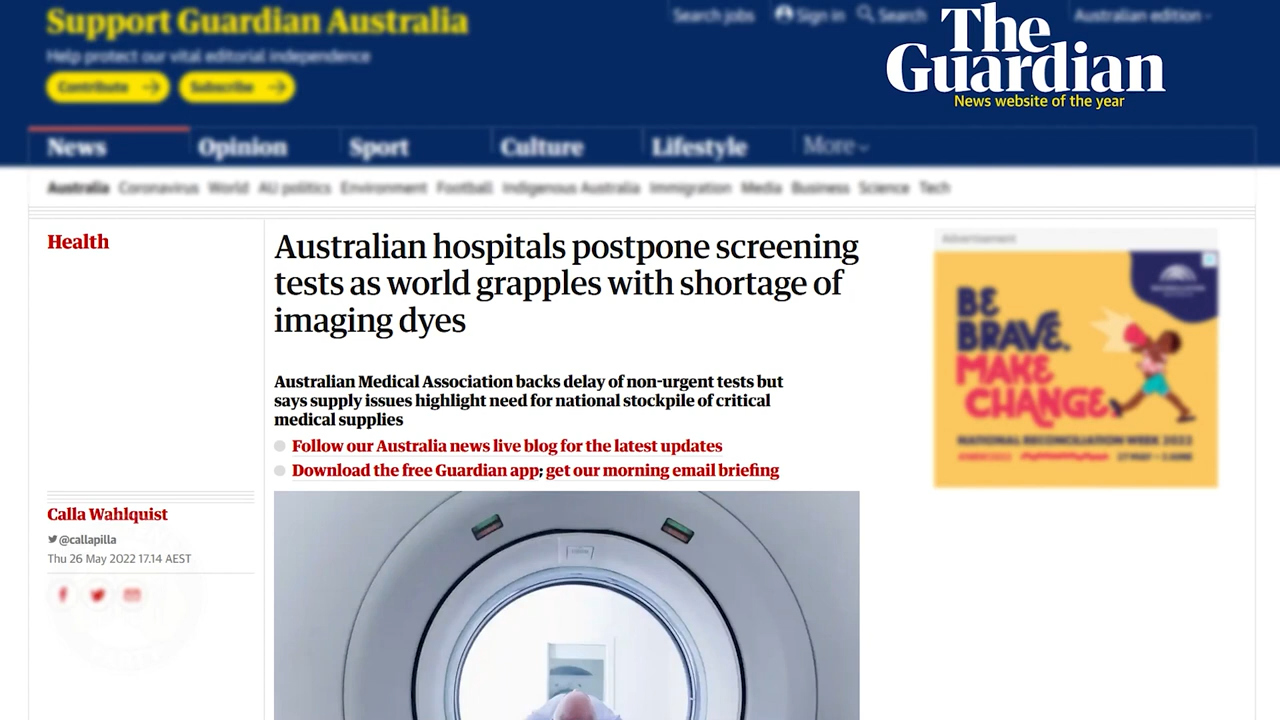 Support Guardian Australia
Help protect our vital editorial independence
Contribute
Subscribe
Search jobs
Sign in
Search
Australian edition
The
Guardian
News website of the year
News
Opinion
Sport
Culture
Lifestyle
More
Australia Coronavirus World AU politics Environment Football Indigenous Australia Immigration Media Business Science Tech
Health
Australian hospitals postpone screening
tests as world grapples with shortage of
imaging dyes
Australian Medical Association backs delay of non-urgent tests but
says supply issues highlight need for national stockpile of critical
medical supplies
Follow our Australia news live blog for the latest updates
Download the free Guardian app; get our morning email briefing
Calla Wahlquist
@callapilla
Thu 26 May 2022 17.14 AEST
Advertisement
BE
BRAVE.
MAKE
CHANGE.
NATIONAL RECONCILIATION WEEK 2022
27 MAY – 3 JUNE